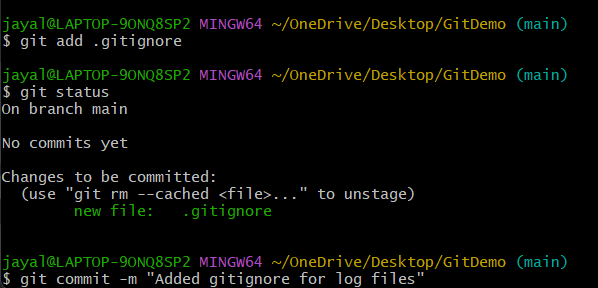 jayal@LAPTOP-9ONQ8SP2 MINGW64 ~/OneDrive/Desktop/GitDemo (main)
$ git add .gitignore
jayal@LAPTOP-9ONQ8SP2 MINGW64 ~/OneDrive/Desktop/GitDemo (main)
$ git status
On branch main
No commits yet
Changes to be committed:
  (use "git rm --cached <file>..." to unstage)
        new file:   .gitignore
jayal@LAPTOP-9ONQ8SP2 MINGW64 ~/OneDrive/Desktop/GitDemo (main)
$ git commit -m "Added gitignore for log files"